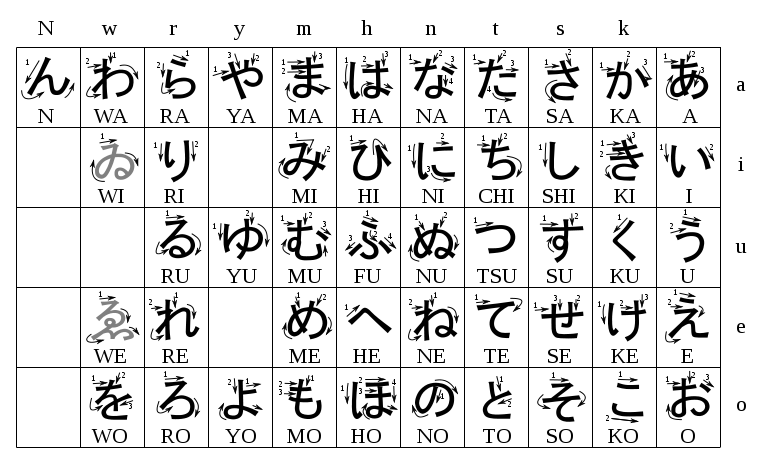 N w r y m h n t s k
ん わ ら や ま は な た さ か あ a
N WA RA YA MA HA NA TA SA KA A
ゐ り み ひ に ち し き い i
WI RI MI HI NI CHI SHI KI I
る ゆ む ふ ぬ つ す く う u
RU YU MU FU NU TSU SU KU U
ゑ れ め へ ね て せ け え e
WE RE ME HE NE TE SE KE E
を ろ よ も ほ の と そ こ お o
WO RO YO MO HO NO TO SO KO O